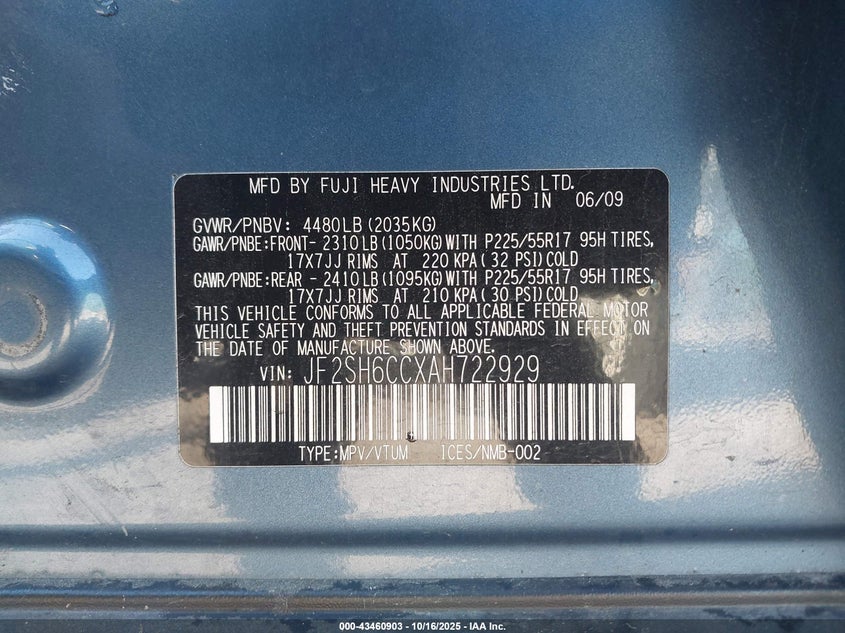 MFD BY FUJI HEAVY INDUSTRIES LTD.
MFD IN 06/09
GVWR/PNBV: 4480LB (2035KG)
GAWR/PNBE:FRONT- 2310LB (1050KG) WITH P225/55R17 95H TIRES,
17X7JJ RIMS AT 220 KPA (32 PSI) COLD
GAWR/PNBE:REAR - 2410LB (1095KG) WITH P225/55R17 95H TIRES,
17X7JJ RIMS AT 210 KPA (30 PSI) COLD
THIS VEHICLE CONFORMS TO ALL APPLICABLE FEDERAL MOTOR
VEHICLE SAFETY AND THEFT PREVENTION STANDARDS IN EFFECT ON
THE DATE OF MANUFACTURE SHOWN ABOVE.
VIN: JF2SH6CCXAH722929
TYPE:MPV/VTUM ICES/NMB-002
000-43460903 - 10/16/2025 - IAA Inc.